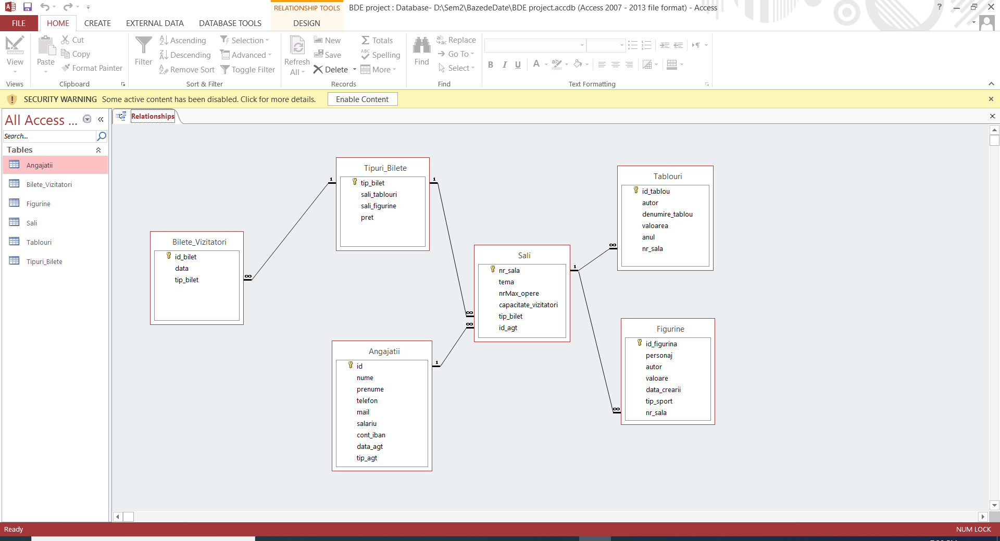 RELATIONSHIP TOOLS
BDE project : Database- D:\Sem2\BazedeDate\BDE project.accdb (Access 2007 - 2013 file format) - Access
?
FILE
HOME
CREATE
EXTERNAL DATA
DATABASE TOOLS
DESIGN
View
Views
Paste
Cut
Copy
Format Painter
Clipboard
Filter
Ascending
Descending
Remove Sort
Selection
Advanced
Toggle Filter
Sort & Filter
Refresh
All
New
Save
Delete
Totals
Spelling
More
Records
Find
Replace
Go To
Select
Find
B I U A
Text Formatting
SECURITY WARNING Some active content has been disabled. Click for more details.
Enable Content
All Access ...
Search...
Tables
Angajatii
Bilete_Vizitatori
Figurine
Sali
Tablouri
Tipuri_Bilete
Relationships
Bilete_Vizitatori
id_bilet
data
tip_bilet
∞
1
Tipuri_Bilete
tip_bilet
sali_tablouri
sali_figurine
pret
1
∞
∞
Angajatii
id
nume
prenume
telefon
mail
salariu
cont_iban
data_agt
tip_agt
1
Sali
nr_sala
tema
nrMax_opere
capacitate_vizitatori
tip_bilet
id_agt
1
∞
∞
Tablouri
id_tablou
autor
denumire_tablou
valoarea
anul
nr_sala
Figurine
id_figurina
personaj
autor
valoare
data_crearii
tip_sport
nr_sala
Ready
NUM LOCK